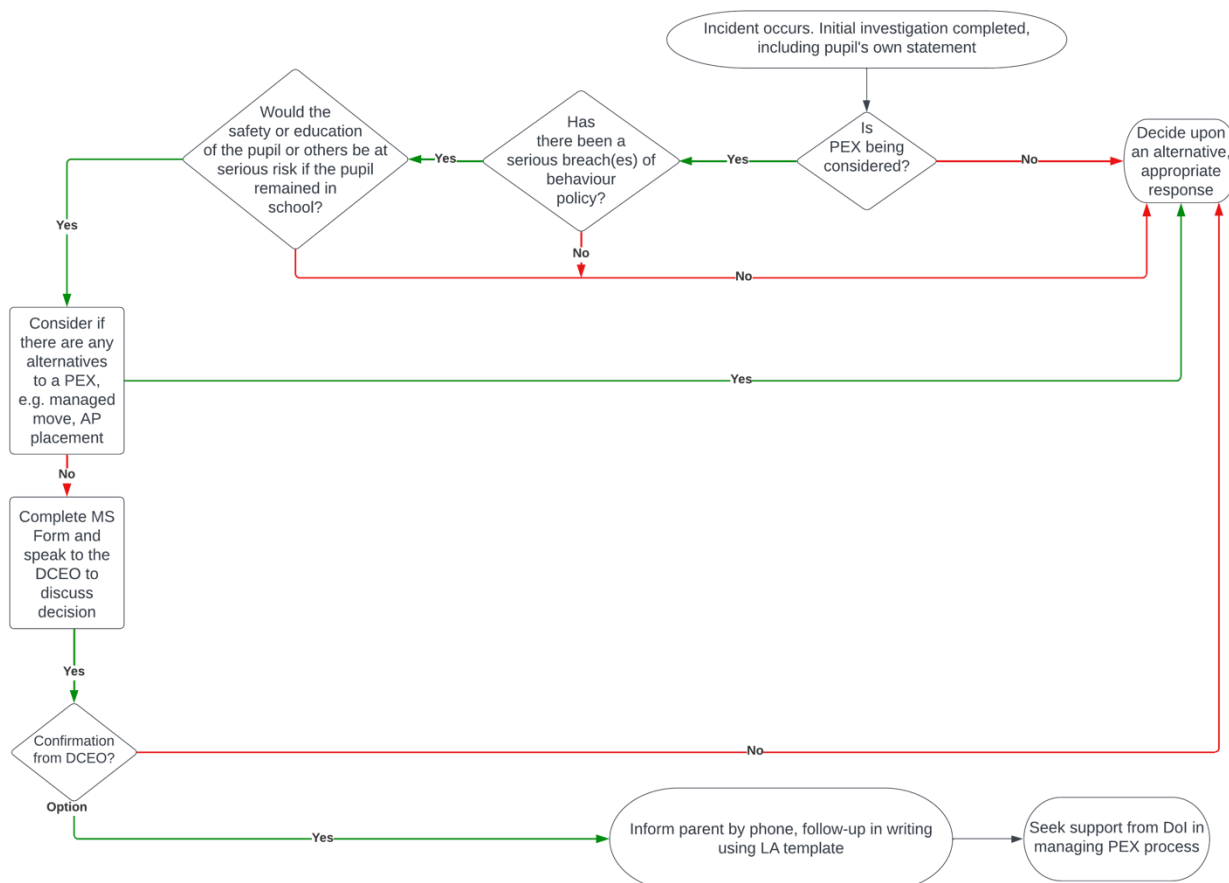 Incident occurs. Initial investigation completed,
including pupil's own statement
Is
PEX being
considered?
No
Decide upon
an alternative,
appropriate
response
Yes
Has
there been a
serious breach(es) of
behaviour
policy?
No
Yes
Would the
safety or education
of the pupil or others be at
serious risk if the pupil
remained in
school?
No
Yes
Consider if
there are any
alternatives
to a PEX,
e.g. managed
move, AP
placement
Yes
No
Complete MS
Form and
speak to the
DCEO to
discuss
decision
Yes
Confirmation
from DCEO?
No
Option
Yes
Inform parent by phone, follow-up in writing
using LA template
Seek support from DoI in
managing PEX process